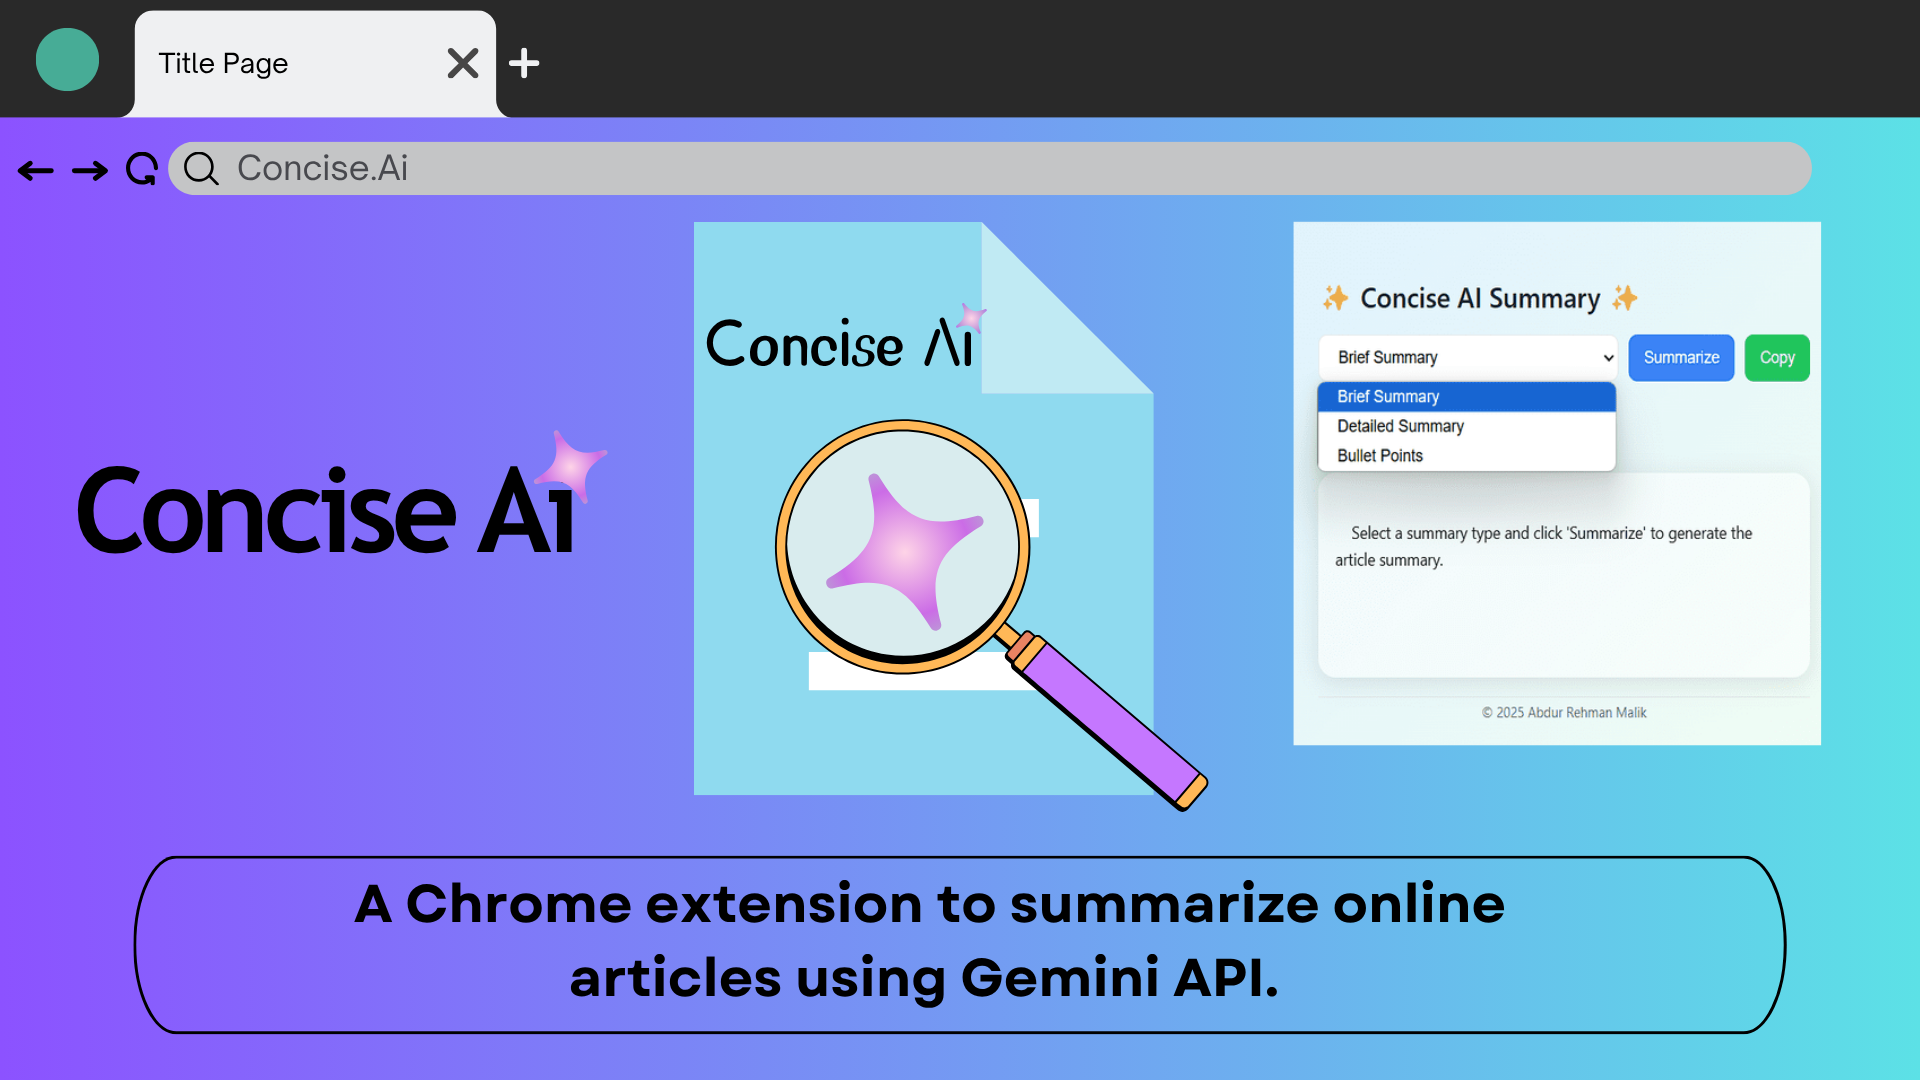 Title Page
Concise.Ai
Concise Ai
Concise Ai
✨ Concise AI Summary ✨
Brief Summary
Summarize
Copy
Brief Summary
Detailed Summary
Bullet Points
Select a summary type and click 'Summarize' to generate the
article summary.
© 2025 Abdur Rehman Malik
A Chrome extension to summarize online
articles using Gemini API.